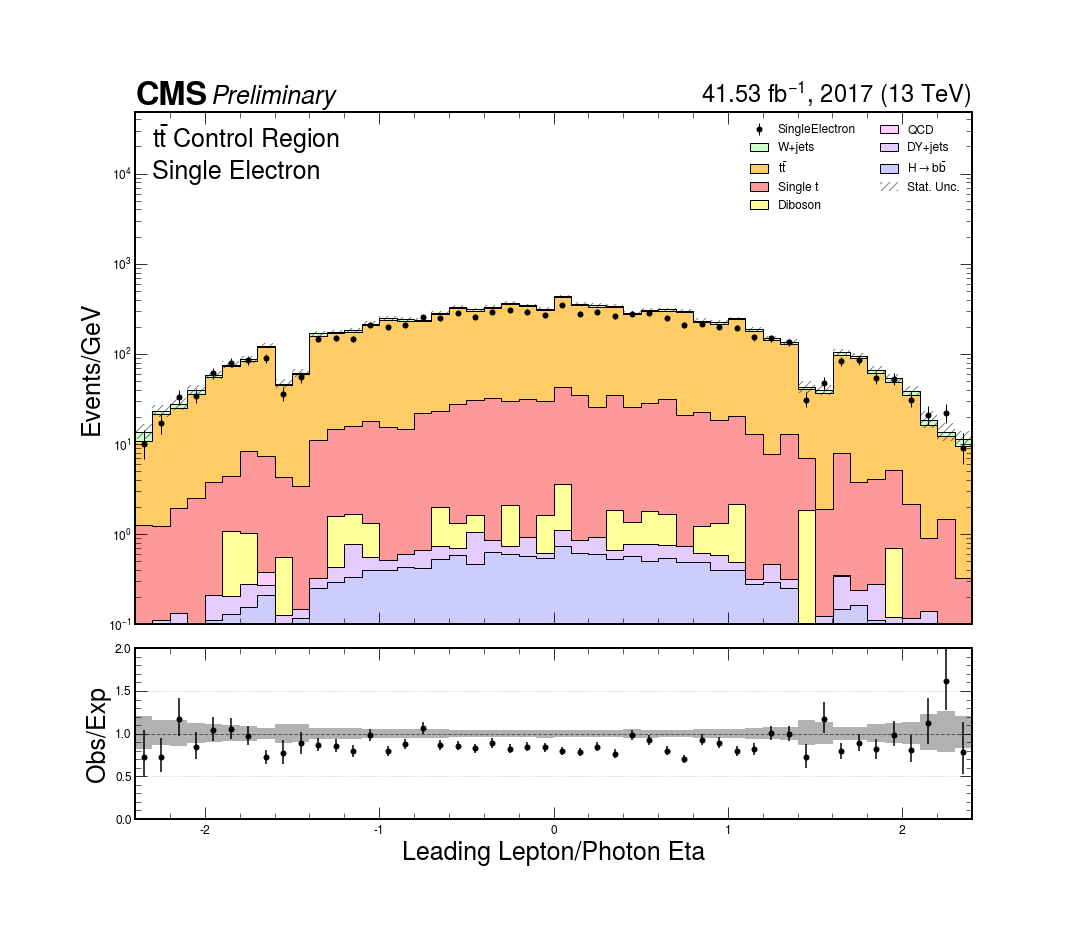 CMS Preliminary
41.53 fb⁻¹, 2017 (13 TeV)
tt̄ Control Region
Single Electron
SingleElectron
W+jets
tt̄
Single t
Diboson
QCD
DY+jets
H→bb̄
Stat. Unc.
Events/GeV
10⁴
10³
10²
10¹
10⁰
10⁻¹
Obs/Exp
2.0
1.5
1.0
0.5
0.0
-2 -1 0 1 2
Leading Lepton/Photon Eta